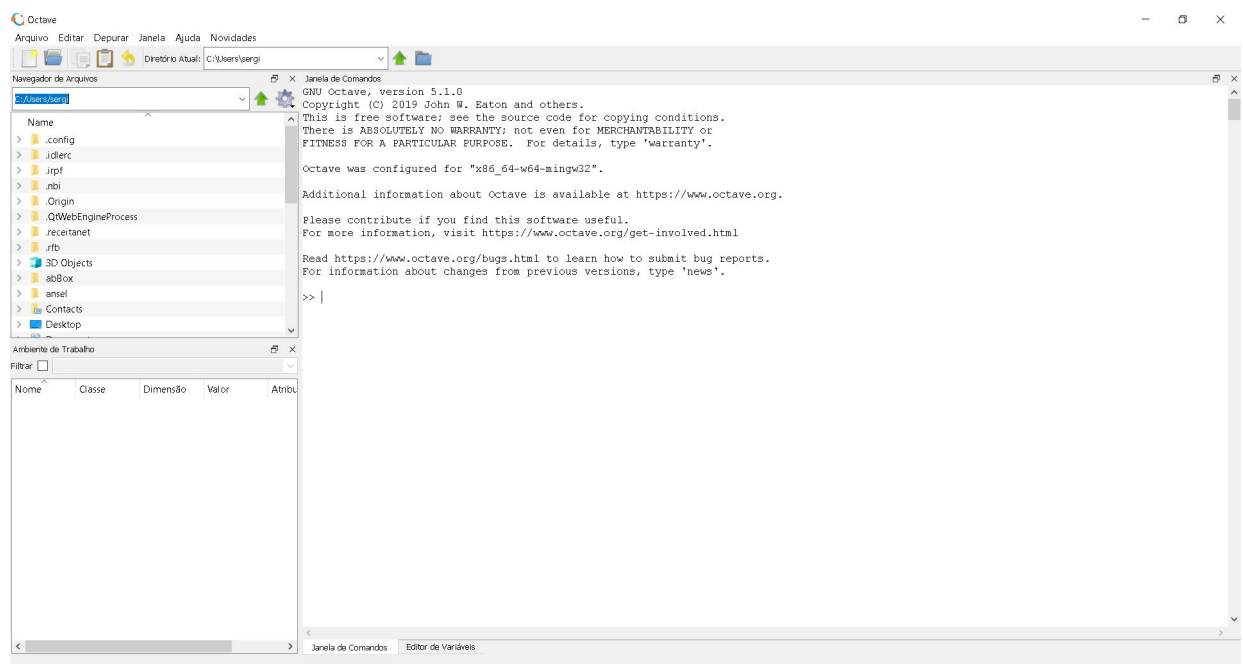 Octave
Arquivo Editar Depurar Janela Ajuda Novidades
Diretório Atual: C:\Users\sergi
Navegador de Arquivos
C:/Users/sergi
Name
.config
.idlerc
.irpf
.nbi
.Origin
.QtWebEngineProcess
.receitanet
.rfb
3D Objects
abBox
ansel
Contacts
Desktop
Ambiente de Trabalho
Filtrar
Nome Classe Dimensão Valor Atribu
Janela de Comandos
GNU Octave, version 5.1.0
Copyright (C) 2019 John W. Eaton and others.
This is free software; see the source code for copying conditions.
There is ABSOLUTELY NO WARRANTY; not even for MERCHANTABILITY or
FITNESS FOR A PARTICULAR PURPOSE.  For details, type 'warranty'.
Octave was configured for "x86_64-w64-mingw32".
Additional information about Octave is available at https://www.octave.org.
Please contribute if you find this software useful.
For more information, visit https://www.octave.org/get-involved.html
Read https://www.octave.org/bugs.html to learn how to submit bug reports.
For information about changes from previous versions, type 'news'.
>>
Janela de Comandos Editor de Variáveis